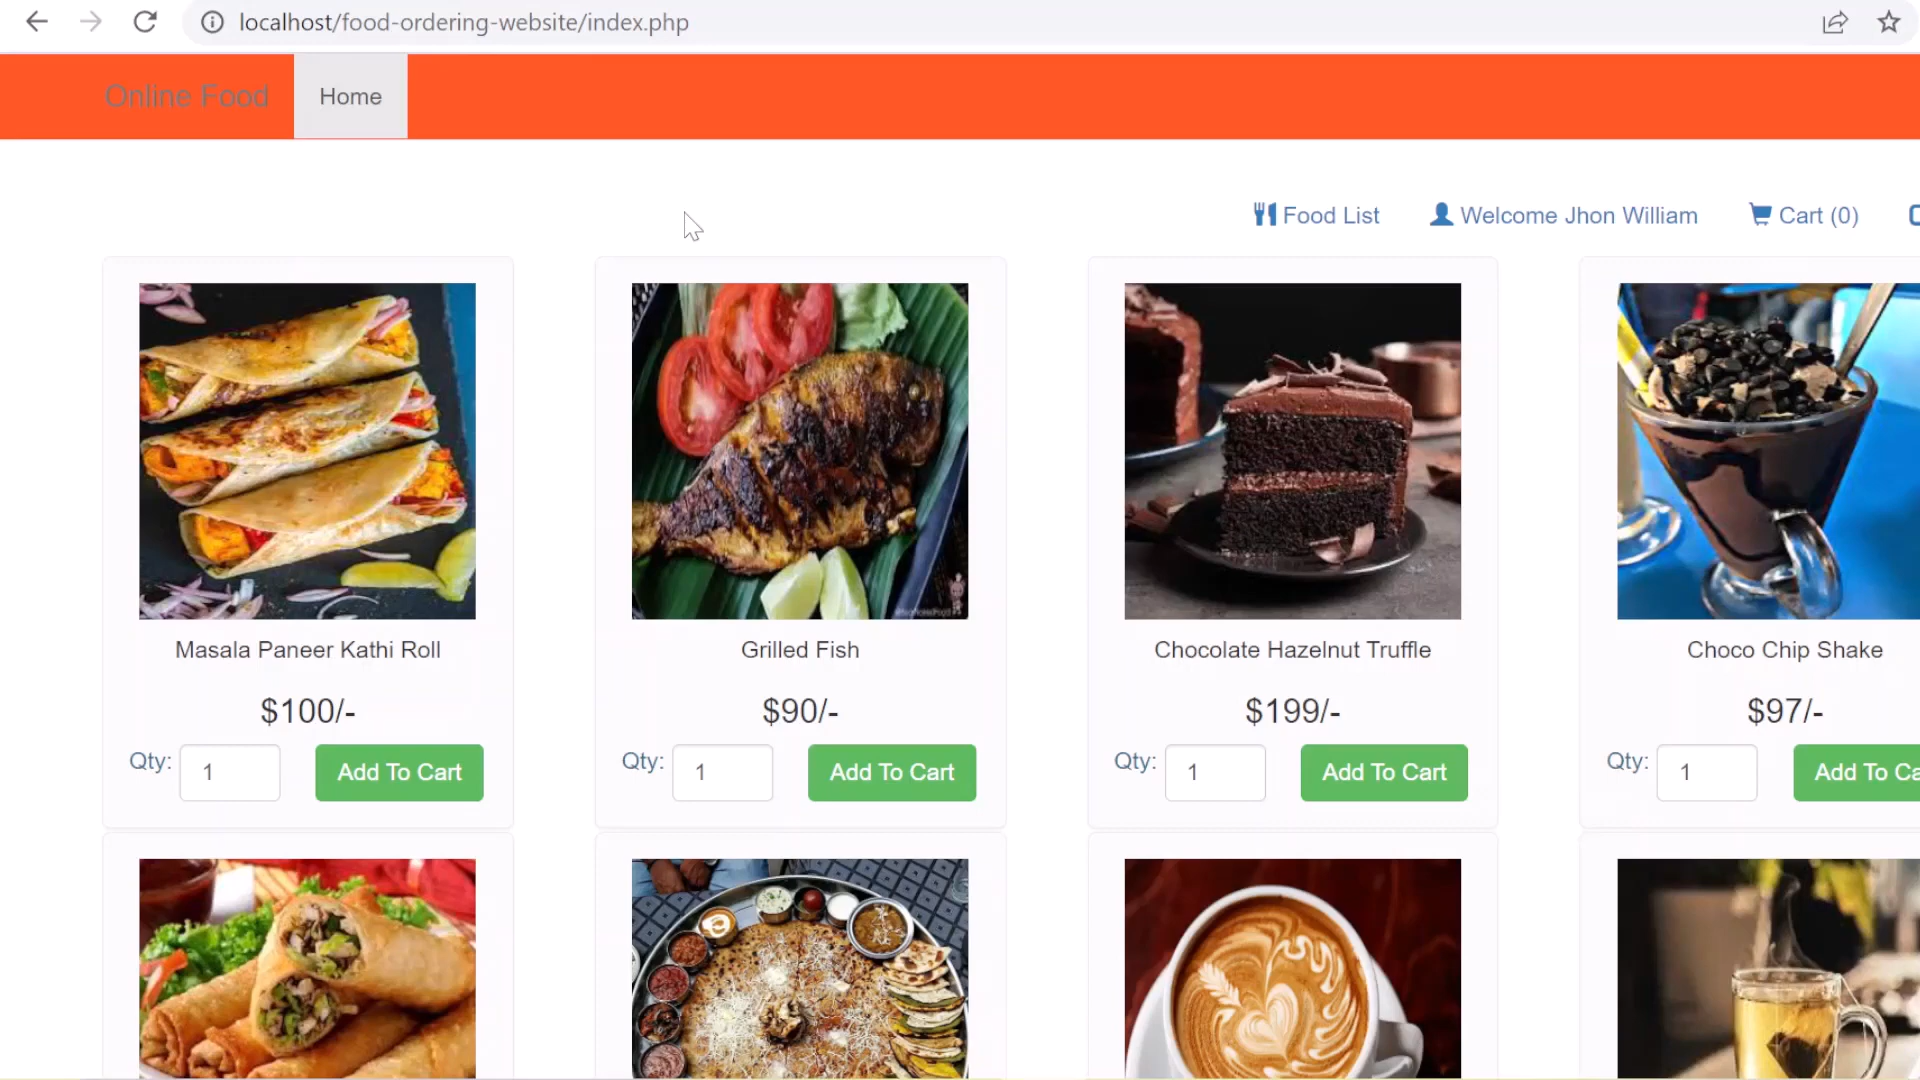 localhost/food-ordering-website/index.php
Online Food Home
Food List Welcome Jhon William Cart (0)
Masala Paneer Kathi Roll Grilled Fish Chocolate Hazelnut Truffle Choco Chip Shake
$100/- $90/- $199/- $97/-
Qty: 1 Add To Cart Qty: 1 Add To Cart Qty: 1 Add To Cart Qty: 1 Add To Ca